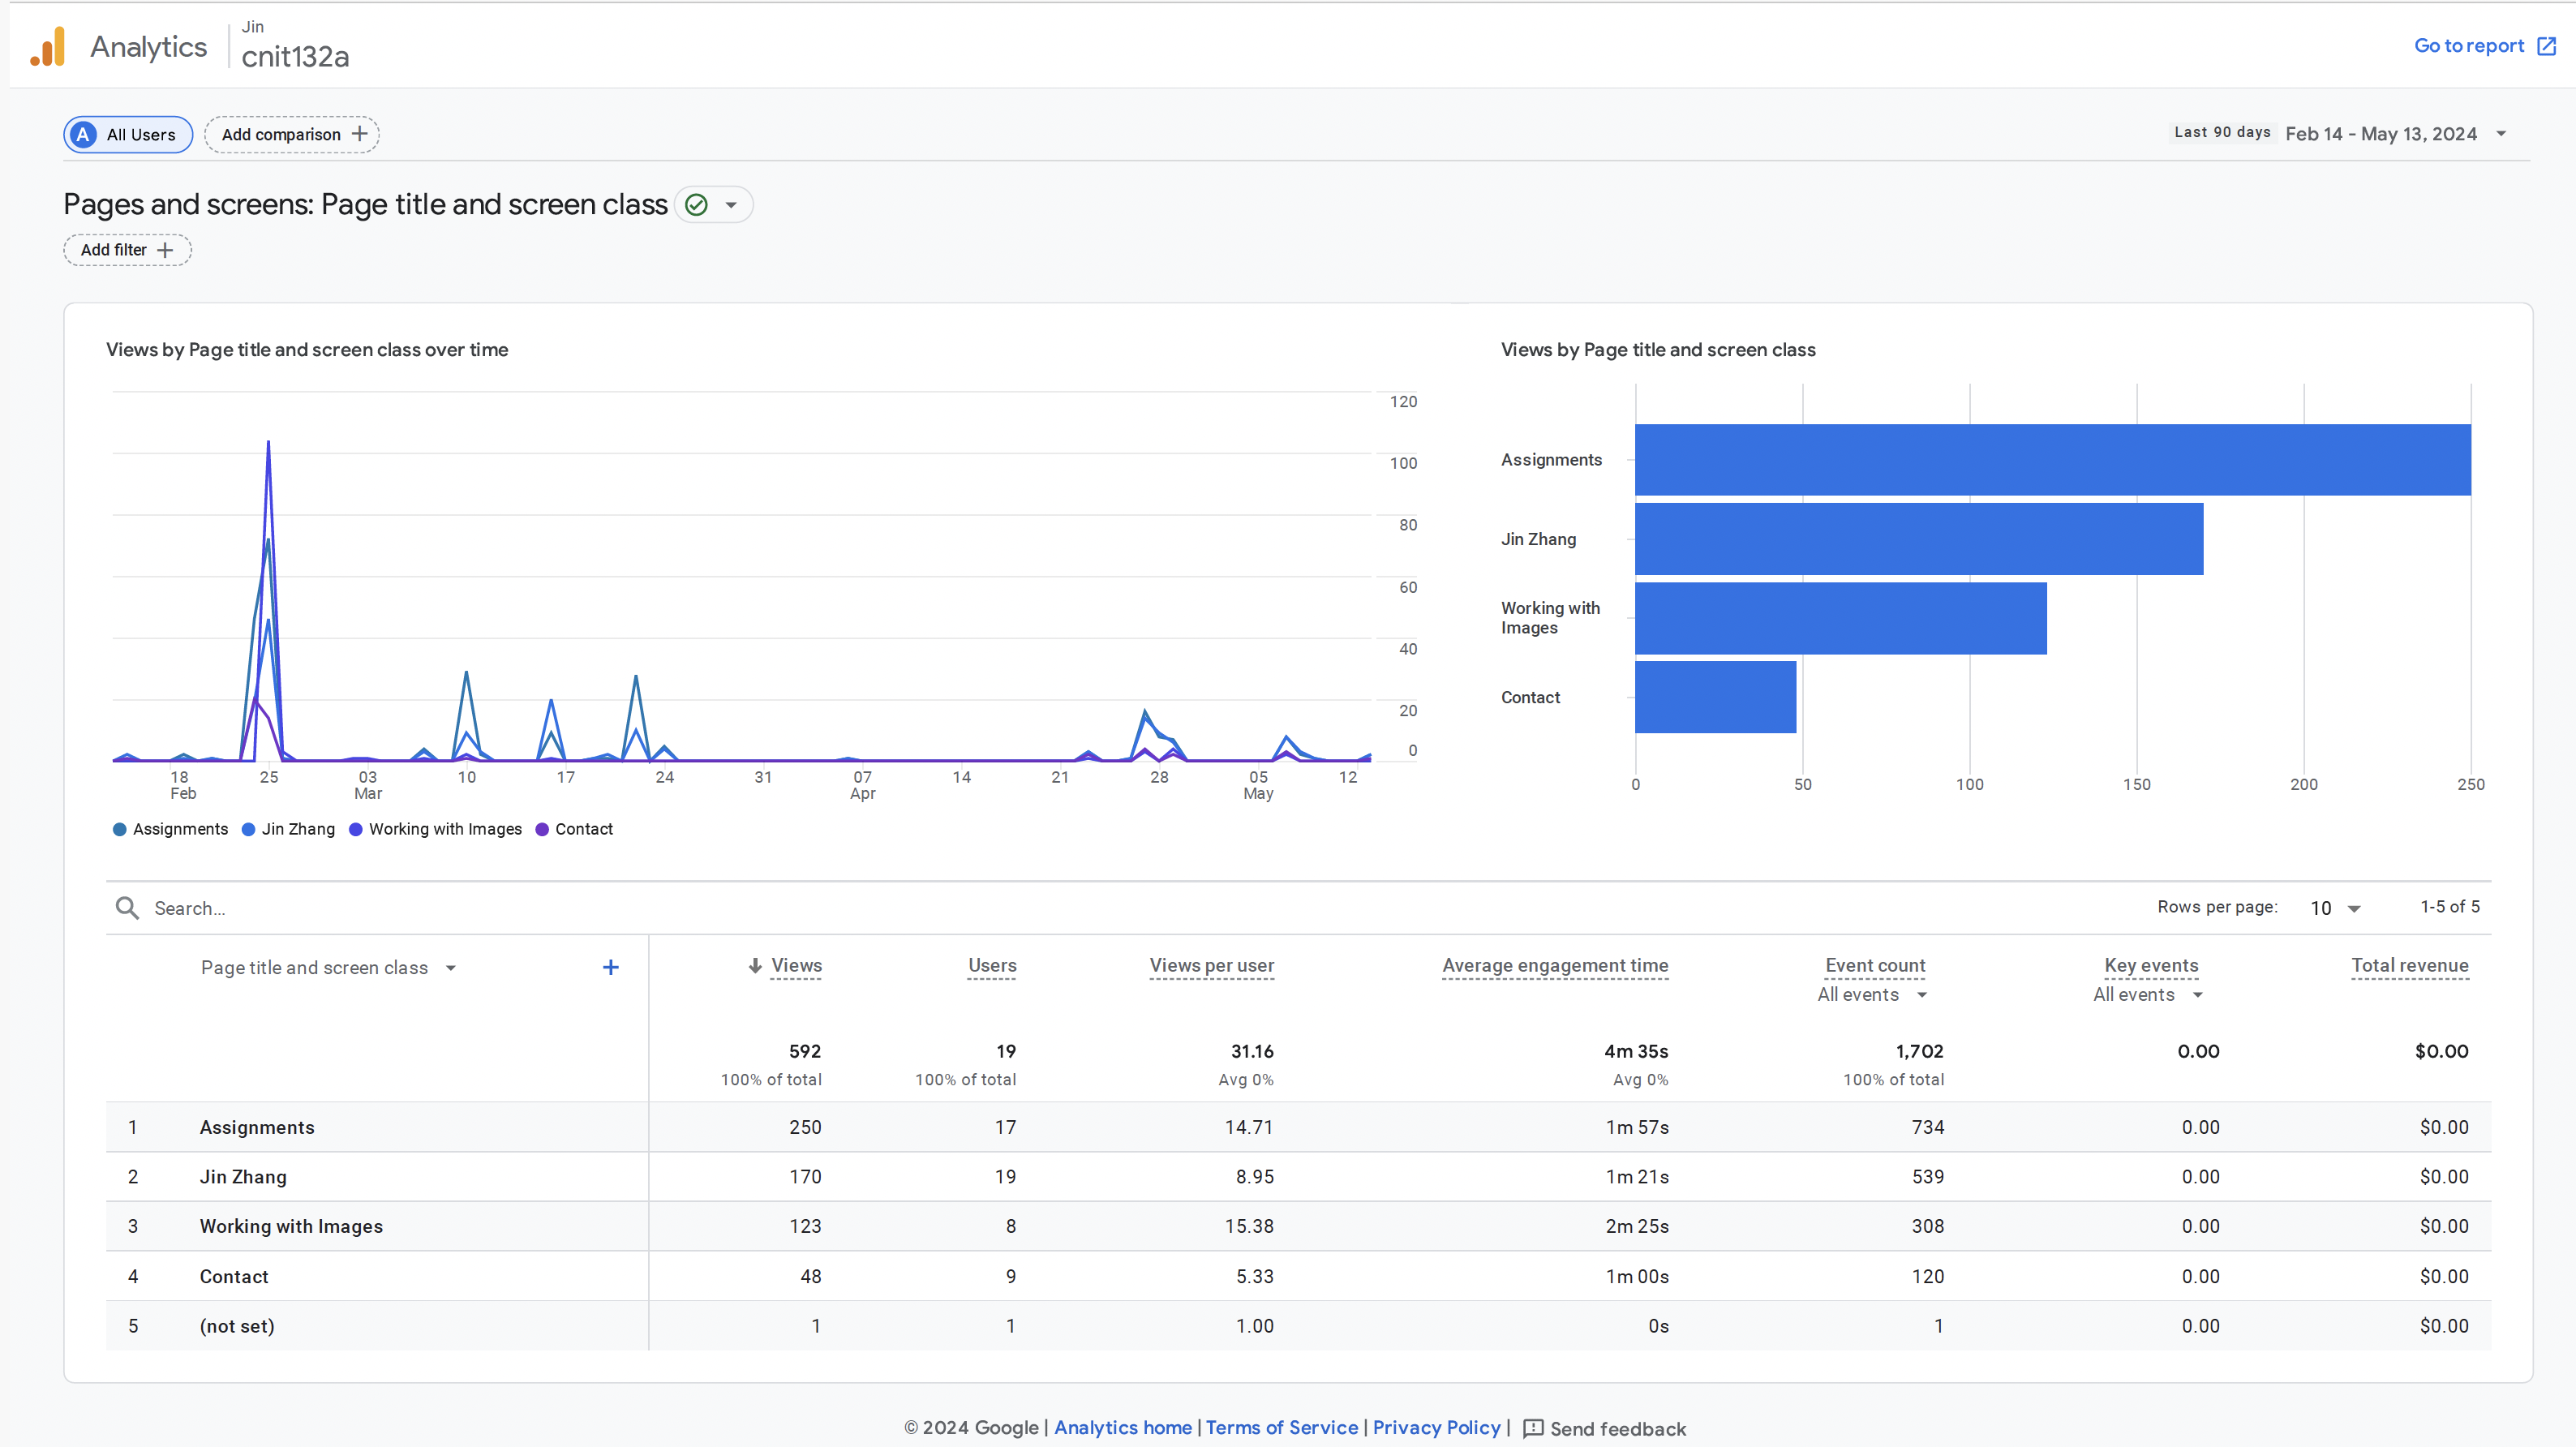 Analytics
Jin
cnit132a
Go to report
A All Users
Add comparison
Last 90 days Feb 14 - May 13, 2024
Pages and screens: Page title and screen class
Add filter
Views by Page title and screen class over time
120
100
80
60
40
20
0
18 25 03 10 17 24 31 07 14 21 28 05 12
Feb Mar Apr May
Assignments Jin Zhang Working with Images Contact
Views by Page title and screen class
Assignments
Jin Zhang
Working with
Images
Contact
0 50 100 150 200 250
Search...
Rows per page: 10 1-5 of 5
Page title and screen class Views Users Views per user Average engagement time Event count Key events Total revenue
All events All events
592 19 31.16 4m 35s 1,702 0.00 $0.00
100% of total 100% of total Avg 0% Avg 0% 100% of total
1 Assignments 250 17 14.71 1m 57s 734 0.00 $0.00
2 Jin Zhang 170 19 8.95 1m 21s 539 0.00 $0.00
3 Working with Images 123 8 15.38 2m 25s 308 0.00 $0.00
4 Contact 48 9 5.33 1m 00s 120 0.00 $0.00
5 (not set) 1 1 1.00 0s 1 0.00 $0.00
© 2024 Google | Analytics home | Terms of Service | Privacy Policy | Send feedback